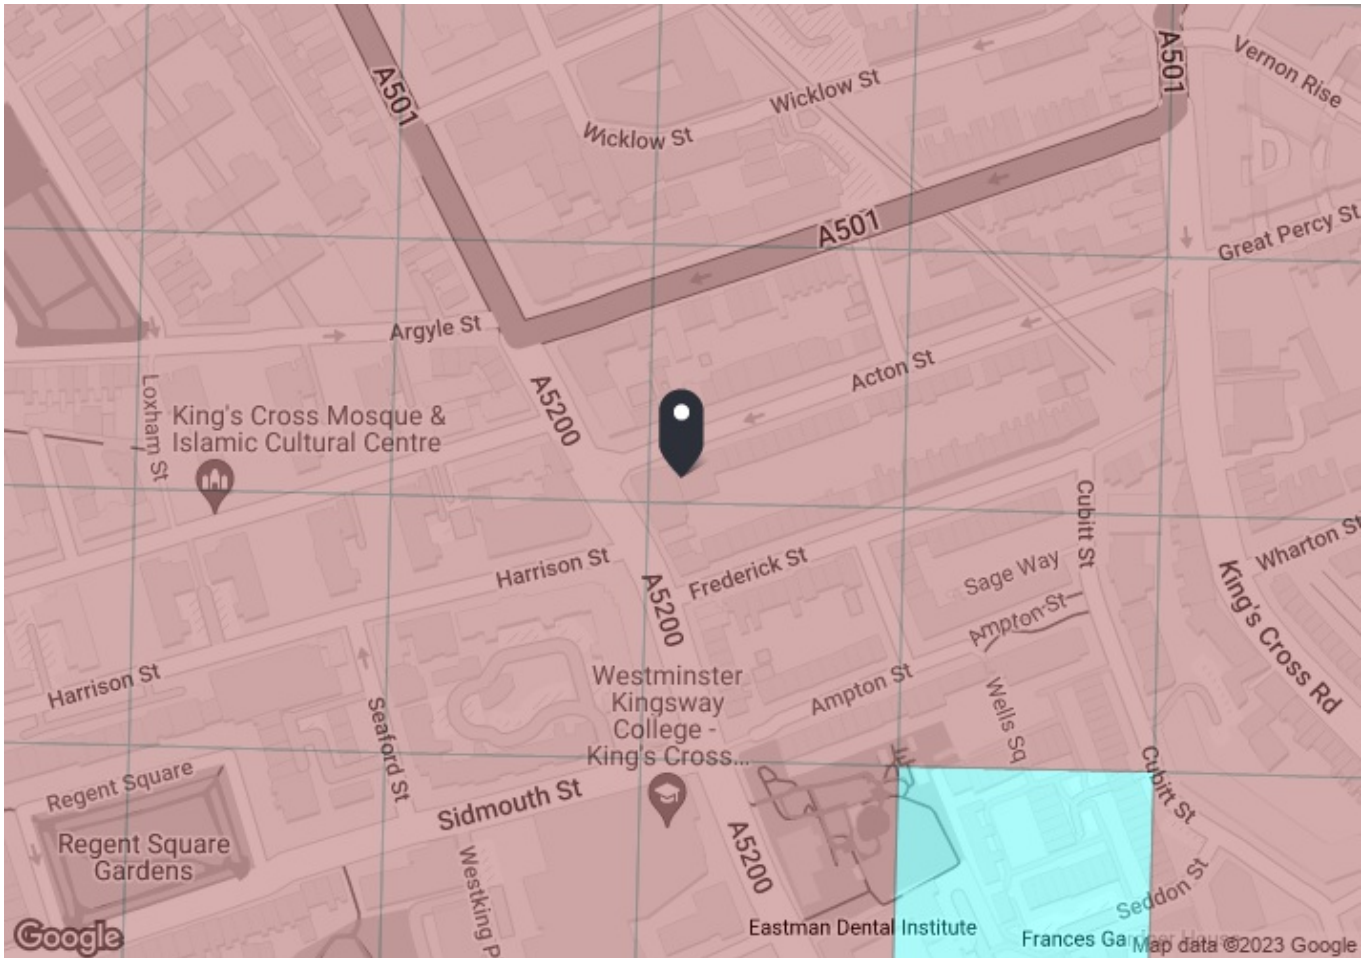 A501
A501
Vernon Rise
Wicklow St
Wicklow St
A501
Great Percy St
Argyle St
Acton St
A5200
Loxham St
King's Cross Mosque &
Islamic Cultural Centre
Cubitt St
Wharton St
Harrison St
Frederick St
Sage Way
A5200
Ampton St
King's Cross Rd
Harrison St
Westminster
Kingsway
College -
King's Cross...
Ampton St
Wells Sq
Seaford St
Regent Square
Cubitt St
Sidmouth St
Regent Square
Gardens
A5200
Westking P
Seddon St
Eastman Dental Institute
Frances Ga
Google
Map data ©2023 Google